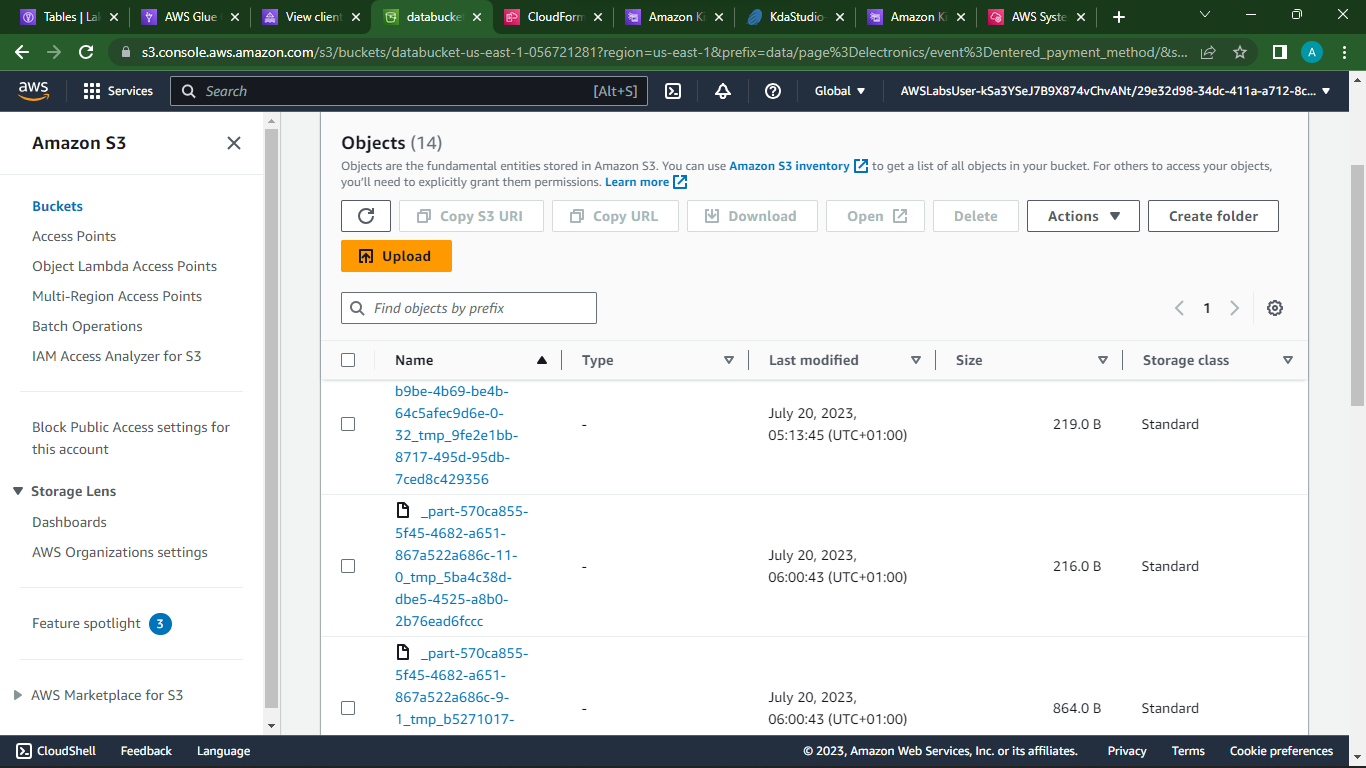 Tables | La
AWS Glue
View client
databucke
CloudForm
Amazon Ki
KdaStudio
Amazon Ki
AWS Syste
s3.console.aws.amazon.com/s3/buckets/databucket-us-east-1-056721281?region=us-east-1&prefix=data/page%3Delectronics/event%3Dentered_payment_method/&s...
A
aws
Services
Search
[Alt+S]
Global
AWSLabsUser-kSa3YSeJ7B9X874vChvANt/29e32d98-34dc-411a-a712-8c...
Amazon S3
Buckets
Access Points
Object Lambda Access Points
Multi-Region Access Points
Batch Operations
IAM Access Analyzer for S3
Block Public Access settings for
this account
Storage Lens
Dashboards
AWS Organizations settings
Feature spotlight 3
AWS Marketplace for S3
Objects (14)
Objects are the fundamental entities stored in Amazon S3. You can use Amazon S3 inventory to get a list of all objects in your bucket. For others to access your objects,
you'll need to explicitly grant them permissions. Learn more
Copy S3 URI
Copy URL
Download
Open
Delete
Actions
Create folder
Upload
Find objects by prefix
1
Name
Type
Last modified
Size
Storage class
b9be-4b69-be4b-
64c5afec9d6e-0-
32_tmp_9fe2e1bb-
8717-495d-95db-
7ced8c429356
-
July 20, 2023,
05:13:45 (UTC+01:00)
219.0 B
Standard
_part-570ca855-
5f45-4682-a651-
867a522a686c-11-
0_tmp_5ba4c38d-
dbe5-4525-a8b0-
2b76ead6fccc
-
July 20, 2023,
06:00:43 (UTC+01:00)
216.0 B
Standard
_part-570ca855-
5f45-4682-a651-
867a522a686c-9-
1_tmp_b5271017-
-
July 20, 2023,
06:00:43 (UTC+01:00)
864.0 B
Standard
CloudShell
Feedback
Language
© 2023, Amazon Web Services, Inc. or its affiliates.
Privacy
Terms
Cookie preferences